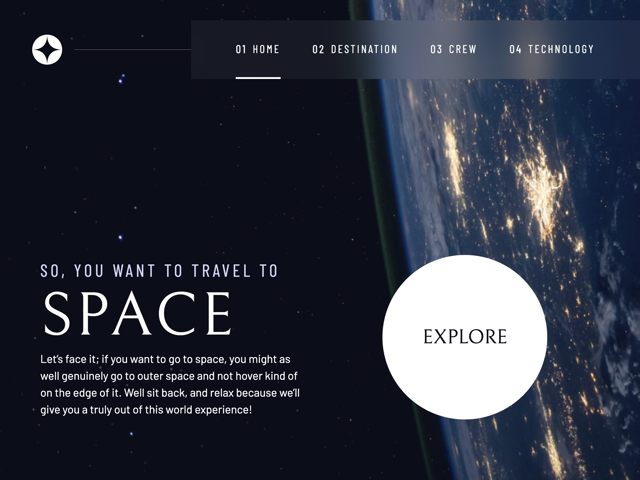 01 HOME 02 DESTINATION 03 CREW 04 TECHNOLOGY
SO, YOU WANT TO TRAVEL TO
SPACE
Let's face it; if you want to go to space, you might as
well genuinely go to outer space and not hover kind of
on the edge of it. Well sit back, and relax because we'll
give you a truly out of this world experience!
EXPLORE